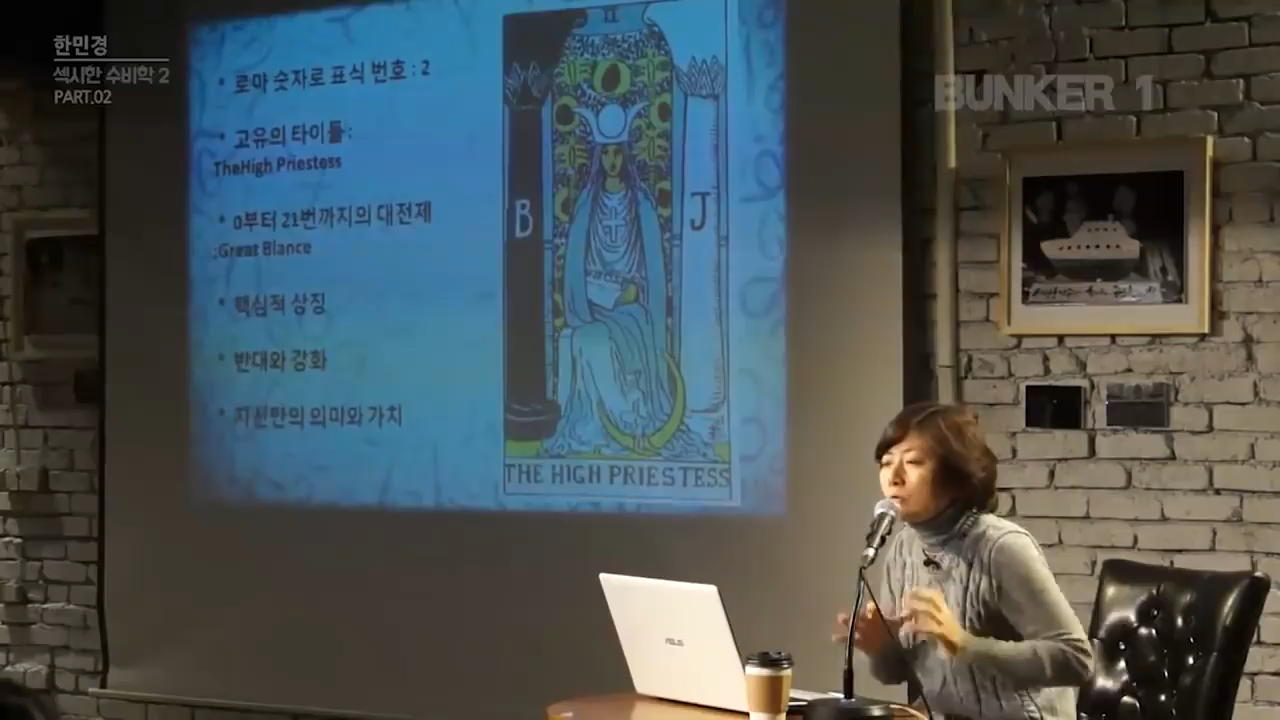 한민경
섹시한 수비학 2
PART.02
BUNKER 1
• 로마 숫자로 표식 번호 : 2
• 고유의 타이틀 :
TheHigh Priestess
• 0부터 21번까지의 대전제
:Great Blance
• 핵심적 상징
• 반대와 강화
• 자신만의 의미와 가치
II
B
J
THE HIGH PRIESTESS
ASUS